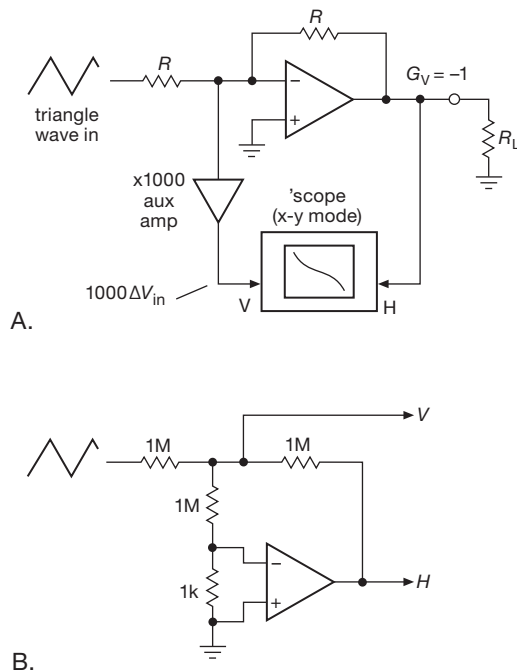 R
R
G_V = –1
–
+
triangle
wave in
R_L
x1000
aux
amp
'scope
(x-y mode)
1000ΔV_in
V
H
A.
V
1M
1M
1M
–
1k
+
H
B.